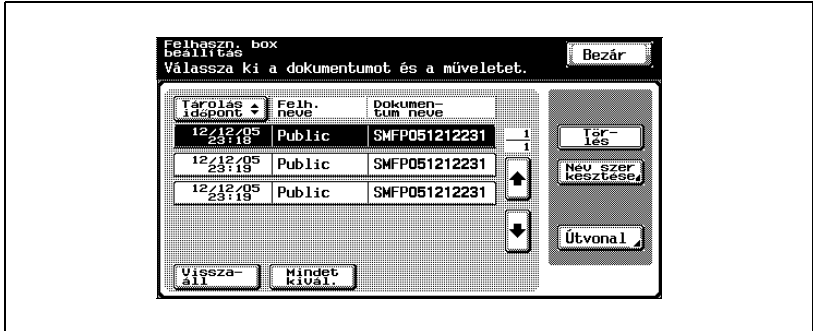 Felhaszn. box
beállítás
Válassza ki a dokumentumot és a műveletet.
Bezár
Tárolás
időpont
Felh.
neve
Dokumen-
tum neve
12/12/05
23:18
Public
SMFP051212231
12/12/05
23:19
Public
SMFP051212231
12/12/05
23:19
Public
SMFP051212231
1
1
Tör-
lés
Név szer
kesztése
Útvonal
Vissza-
áll
Mindet
kivál.